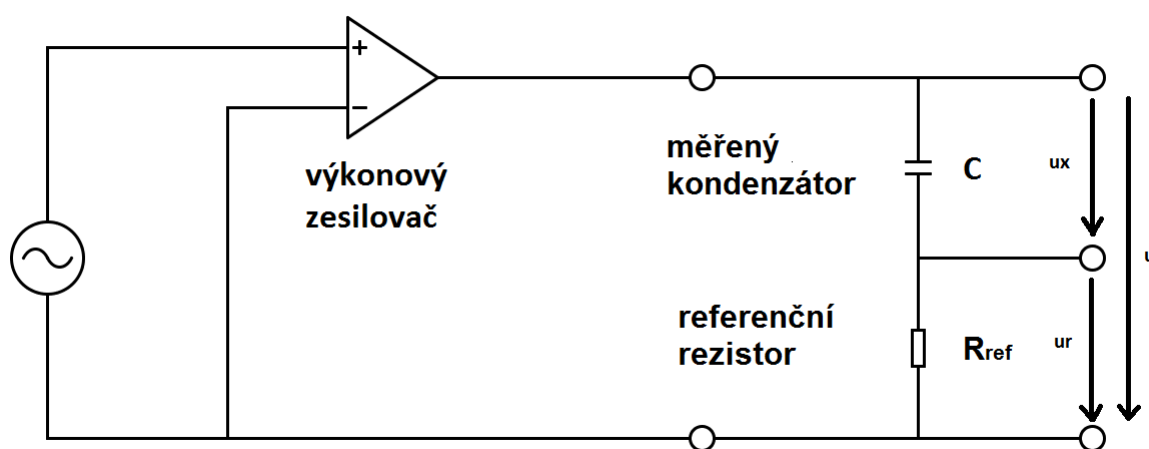 +
−
výkonový
zesilovač
měřený
kondenzátor
C
ux
u
referenční
rezistor
Rref
ur